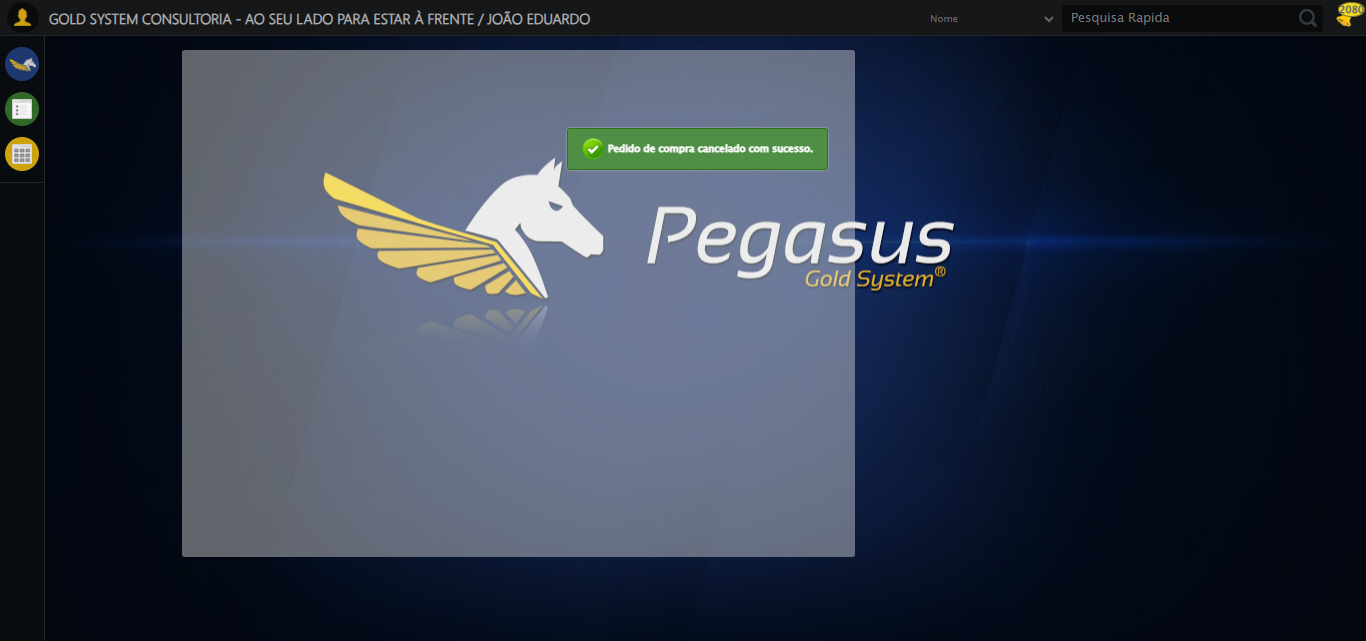 GOLD SYSTEM CONSULTORIA - AO SEU LADO PARA ESTAR À FRENTE / JOÃO EDUARDO
Nome
Pesquisa Rapida
2080
Pedido de compra cancelado com sucesso.
Pegasus
Gold System®